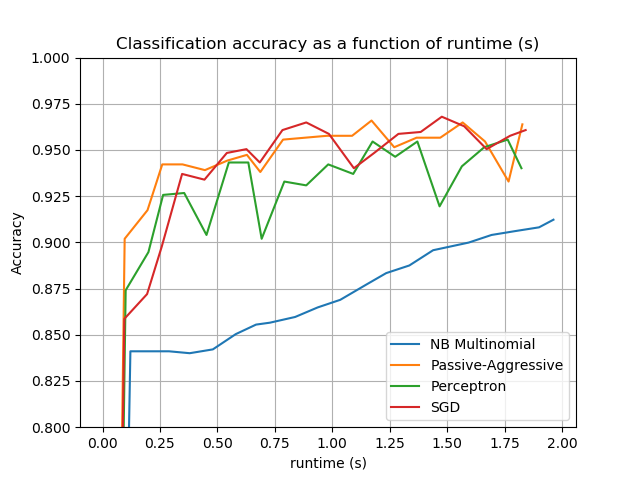 Classification accuracy as a function of runtime (s)
1.000
0.975
0.950
0.925
0.900
0.875
0.850
0.825
0.800
Accuracy
NB Multinomial
Passive-Aggressive
Perceptron
SGD
0.00 0.25 0.50 0.75 1.00 1.25 1.50 1.75 2.00
runtime (s)